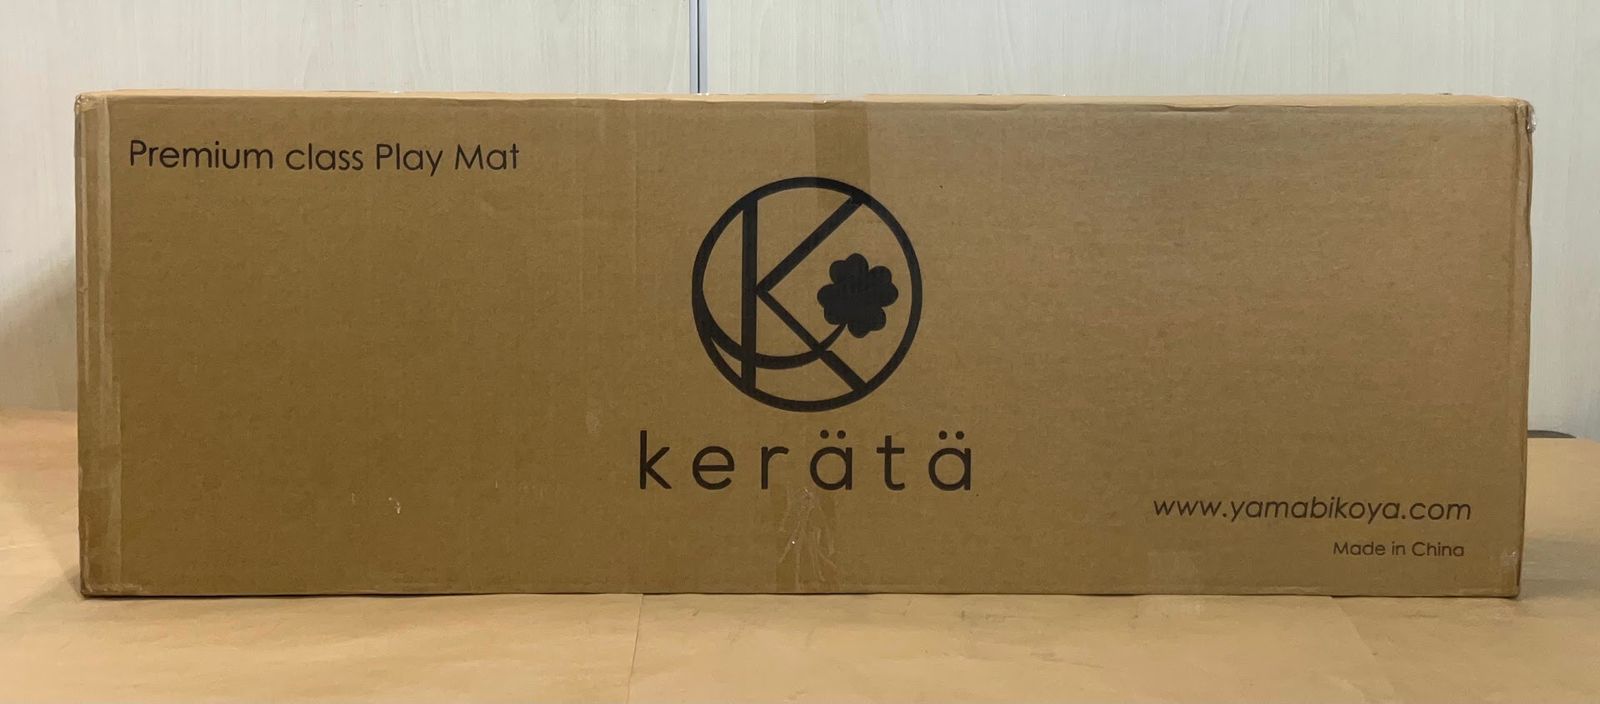 Premium class Play Mat
K
kerätä
www.yamabikoya.com
Made in China